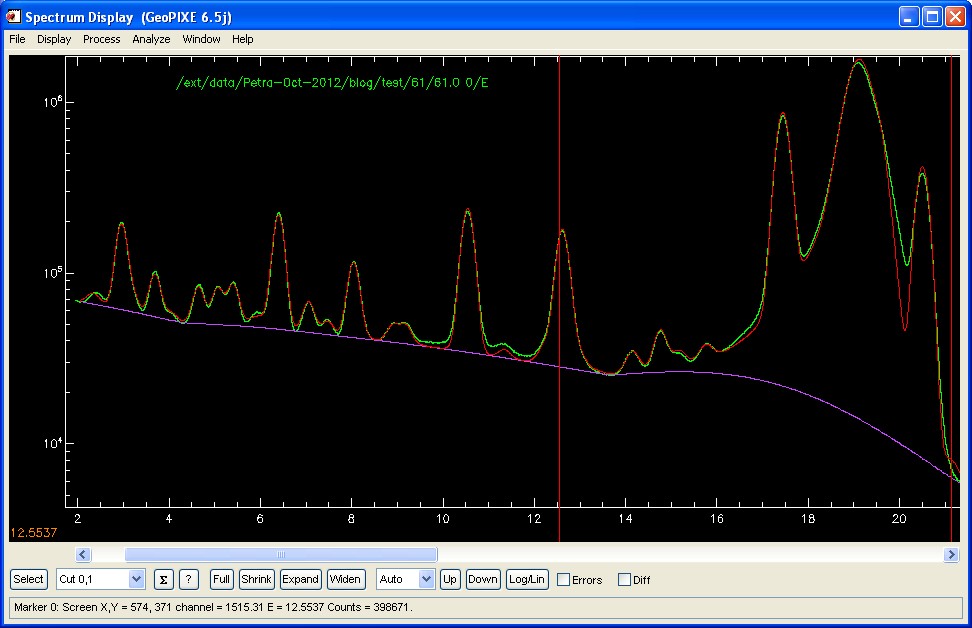 Spectrum Display (GeoPIXE 6.5j)
File Display Process Analyze Window Help
/ext/data/Petra-Oct-2012/blog/test/61/61.0 0/E
10^6
10^5
10^4
2 4 6 8 10 12 14 16 18 20
12.5537
Select Cut 0,1 Σ ? Full Shrink Expand Widen Auto Up Down Log/Lin Errors Diff
Marker 0: Screen X,Y = 574, 371 channel = 1515.31 E = 12.5537 Counts = 398671.